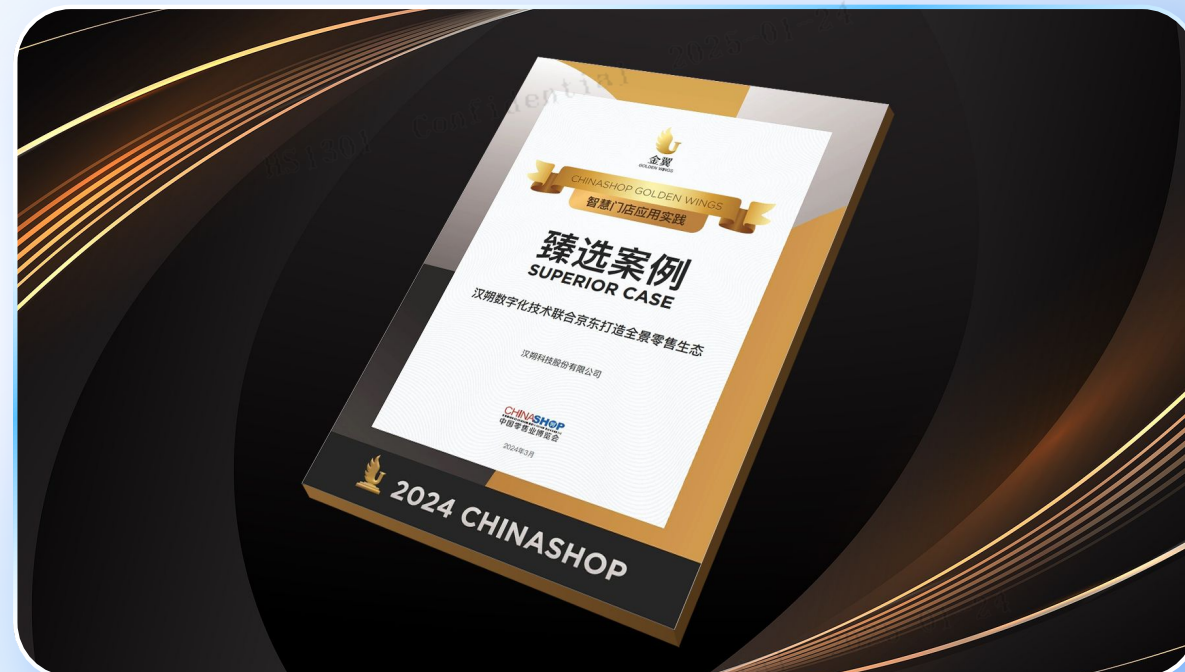 金翼
GOLDEN WINGS
CHINASHOP GOLDEN WINGS
智慧门店应用实践
臻选案例
SUPERIOR CASE
汉朔数字化技术联合京东打造全景零售生态
汉朔科技股份有限公司
CHINASHOP
中国零售业博览会
2024年3月
2024 CHINASHOP
Confidential